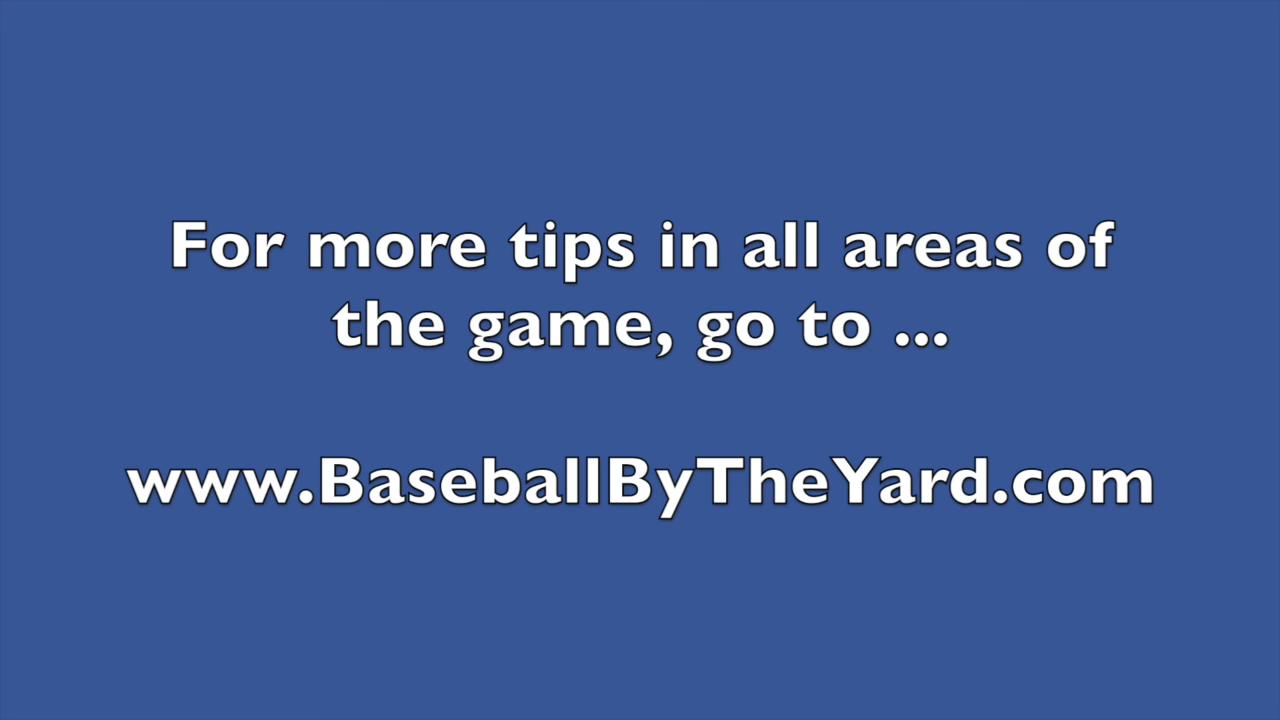 For more tips in all areas of
the game, go to ...
www.BaseballByTheYard.com